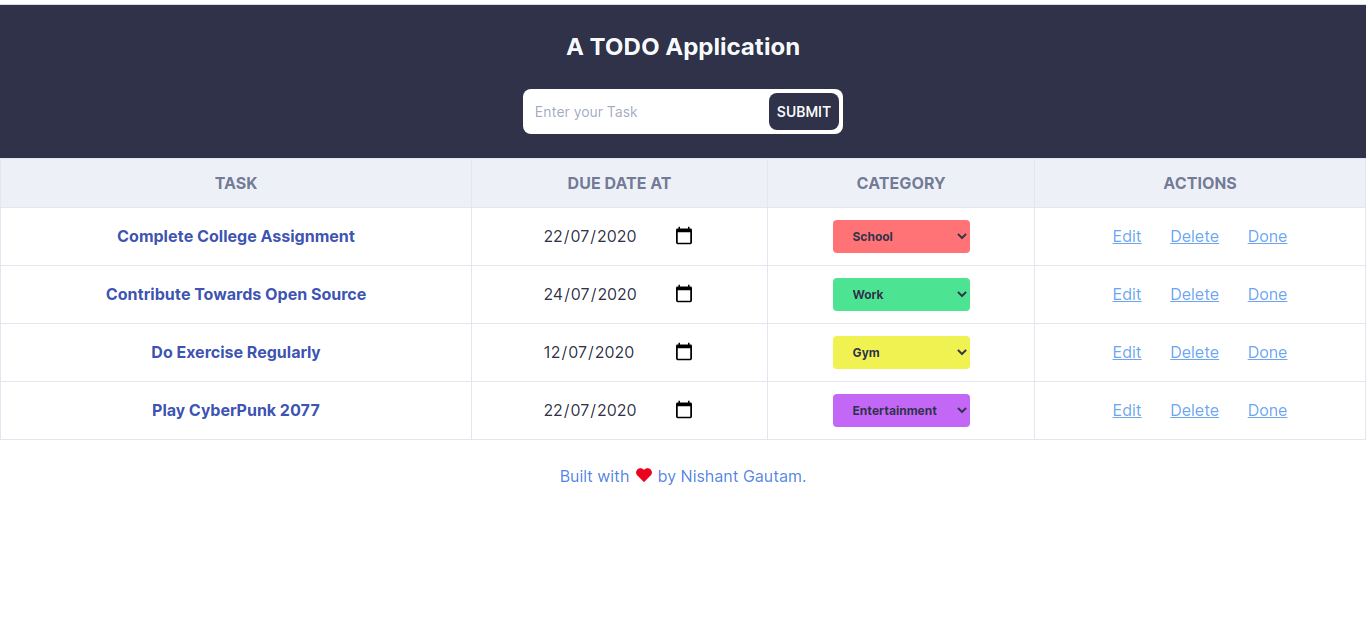 A TODO Application
Enter your Task SUBMIT
TASK DUE DATE AT CATEGORY ACTIONS
Complete College Assignment 22/07/2020 School Edit Delete Done
Contribute Towards Open Source 24/07/2020 Work Edit Delete Done
Do Exercise Regularly 12/07/2020 Gym Edit Delete Done
Play CyberPunk 2077 22/07/2020 Entertainment Edit Delete Done
Built with ❤ by Nishant Gautam.